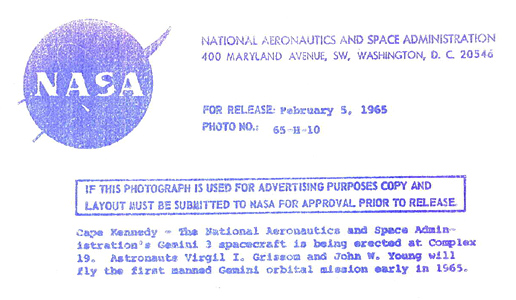 NASA
NATIONAL AERONAUTICS AND SPACE ADMINISTRATION
400 MARYLAND AVENUE, SW, WASHINGTON, D. C. 20546
FOR RELEASE: February 5, 1965
PHOTO NO.: 65-H-10
IF THIS PHOTOGRAPH IS USED FOR ADVERTISING PURPOSES COPY AND
LAYOUT MUST BE SUBMITTED TO NASA FOR APPROVAL PRIOR TO RELEASE.
Cape Kennedy - The National Aeronautics and Space Admin-
istration's Gemini 3 spacecraft is being erected at Complex
19. Astronauts Virgil I. Grissom and John W. Young will
fly the first manned Gemini orbital mission early in 1965.